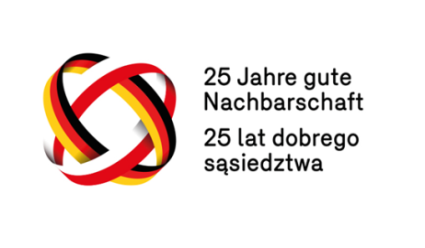 25 Jahre gute
Nachbarschaft
25 lat dobrego
sąsiedztwa